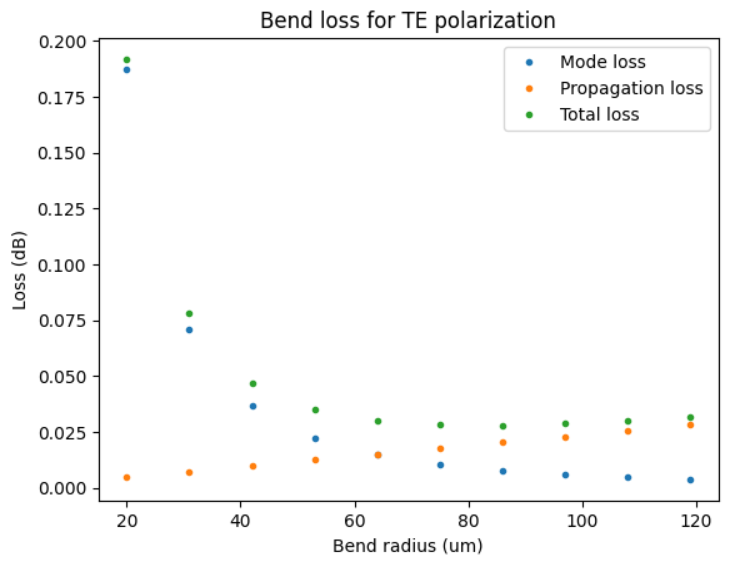 Bend loss for TE polarization
Mode loss
Propagation loss
Total loss
0.200
0.175
0.150
0.125
0.100
0.075
0.050
0.025
0.000
Loss (dB)
20
40
60
80
100
120
Bend radius (um)